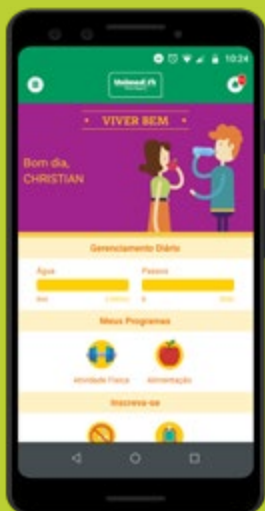 10:24
Unimed
VIVER BEM
Bom dia,
CHRISTIAN
Gerenciamento Diário
Água
Passos
0
Meus Programas
Atividade Física
Alimentação
Inscreva-se